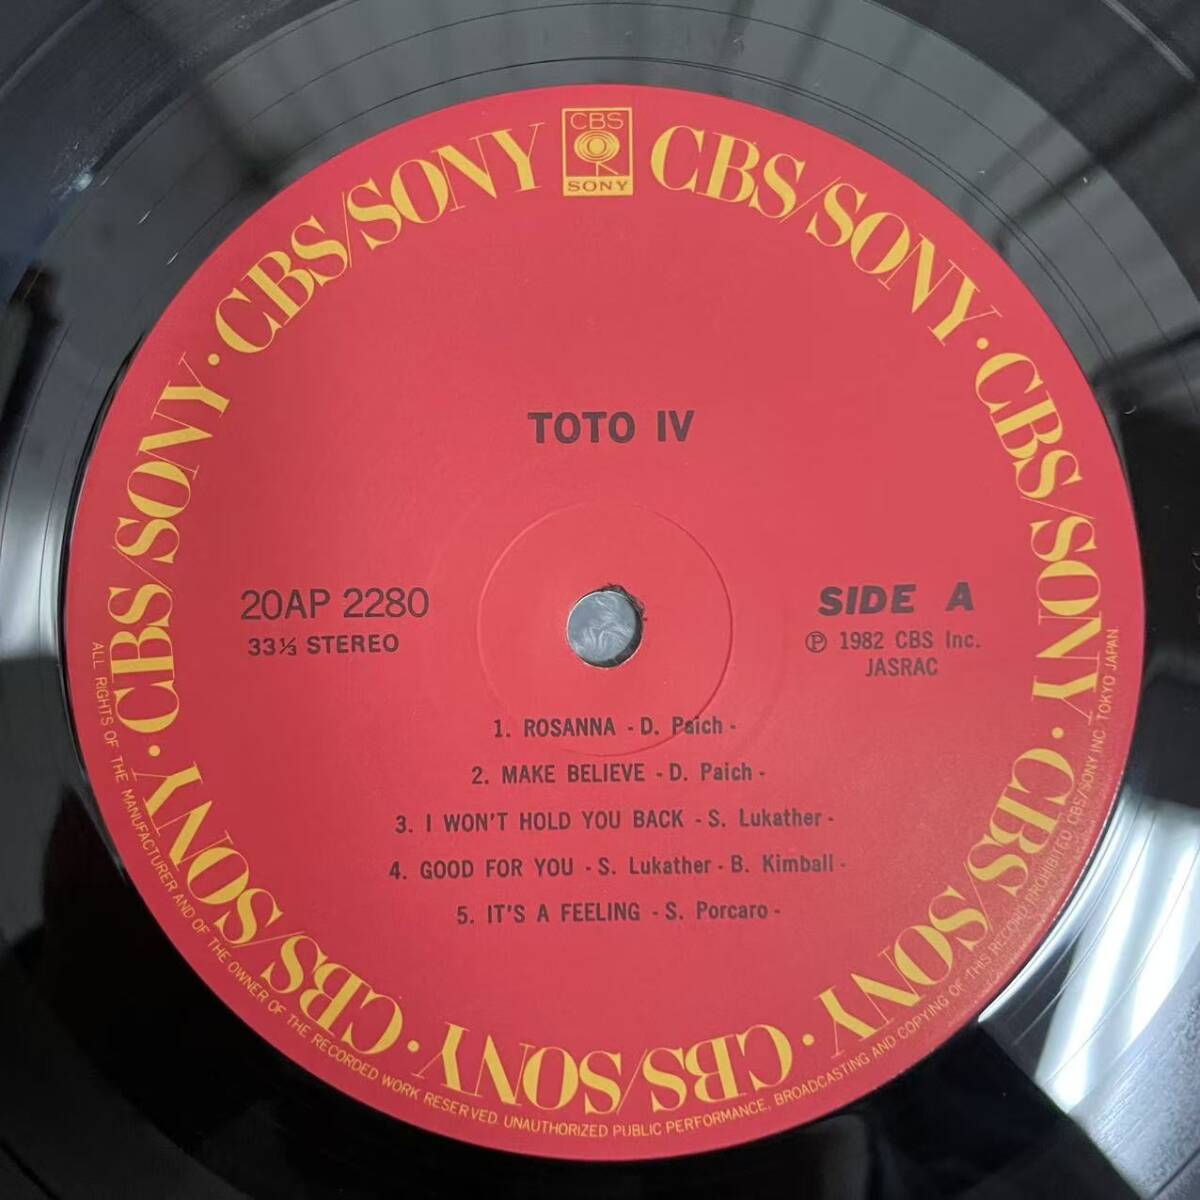 CBS
SONY
CBS/SONY · CBS/SONY · CBS/SONY · CBS/SONY · CBS/SONY · CBS/SONY · CBS/SONY · CBS/SONY
TOTO IV
20AP 2280
33⅓ STEREO
SIDE A
Ⓟ 1982 CBS Inc.
JASRAC
1. ROSANNA - D. Paich -
2. MAKE BELIEVE - D. Paich -
3. I WON'T HOLD YOU BACK - S. Lukather -
4. GOOD FOR YOU - S. Lukather - B. Kimball -
5. IT'S A FEELING - S. Porcaro -
ALL RIGHTS OF THE MANUFACTURER AND OF THE OWNER OF THE RECORDED WORK RESERVED. UNAUTHORIZED PUBLIC PERFORMANCE, BROADCASTING AND COPYING OF THIS RECORD PROHIBITED CBS/SONY INC. TOKYO JAPAN